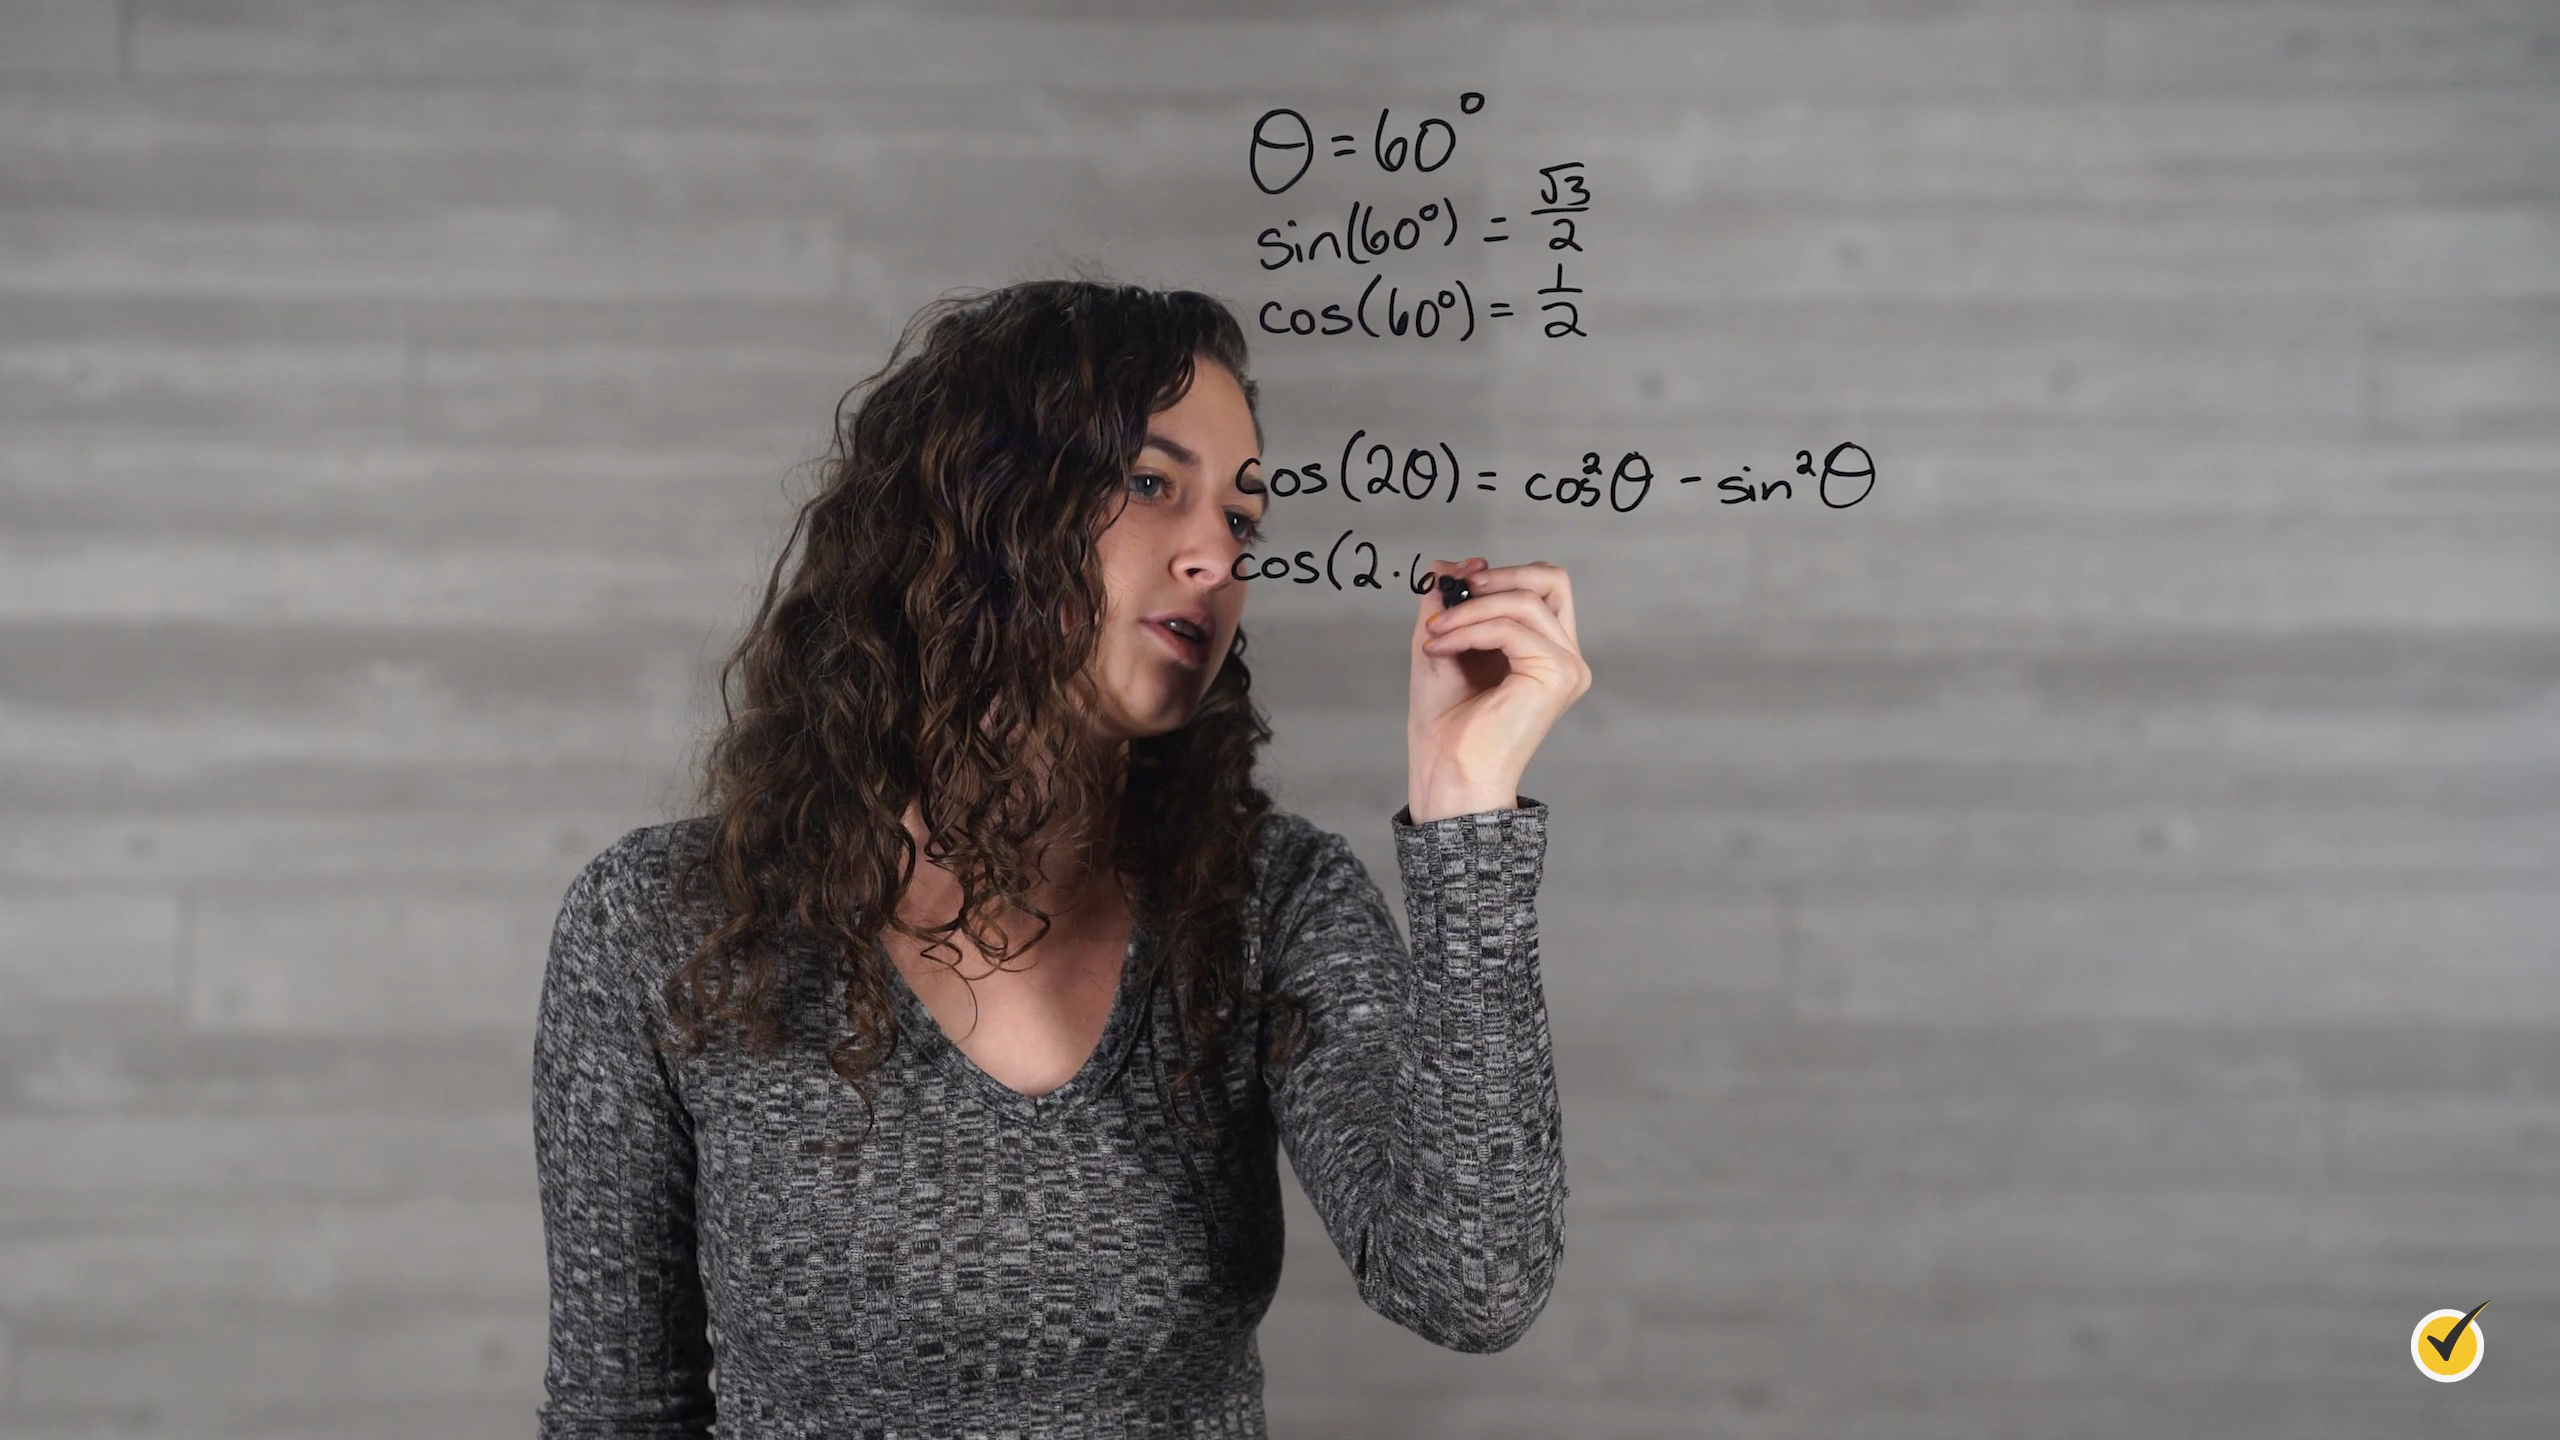 θ = 60°
sin(60°) = √3/2
cos(60°) = 1/2
cos(2θ) = cos²θ - sin²θ
cos(2·6